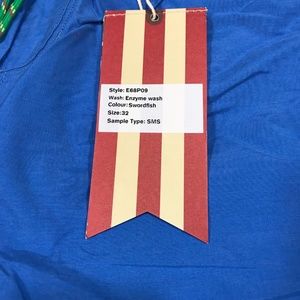 Style: E68P09
Wash: Enzyme wash
Colour: Swordfish
Size:32
Sample Type: SMS